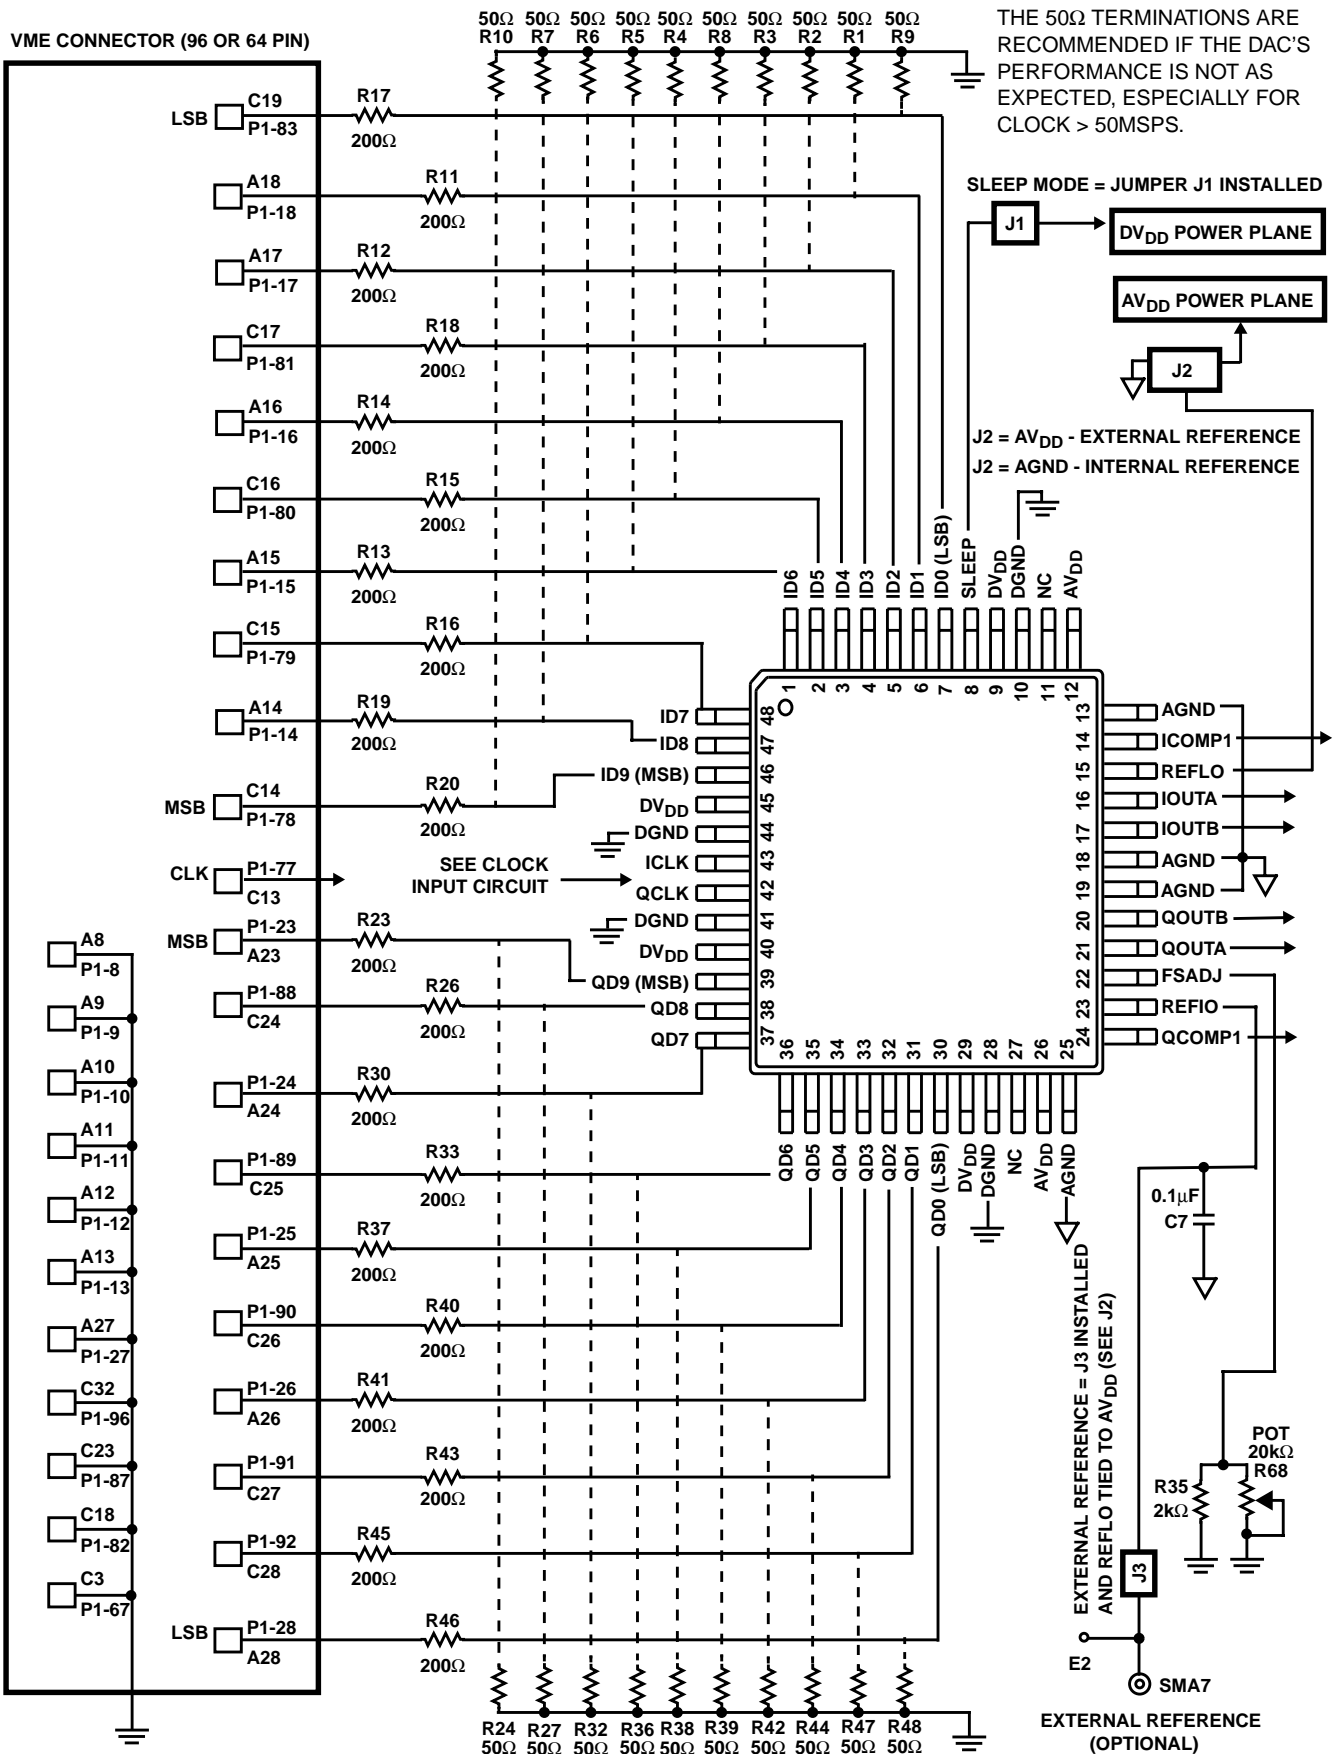 50Ω 50Ω 50Ω 50Ω 50Ω 50Ω 50Ω 50Ω 50Ω 50Ω
R10 R7 R6 R5 R4 R8 R3 R2 R1 R9
THE 50Ω TERMINATIONS ARE
RECOMMENDED IF THE DAC'S
PERFORMANCE IS NOT AS
EXPECTED, ESPECIALLY FOR
CLOCK > 50MSPS.
VME CONNECTOR (96 OR 64 PIN)
LSB C19 P1-83 R17 200Ω
A18 P1-18 R11 200Ω
A17 P1-17 R12 200Ω
C17 P1-81 R18 200Ω
A16 P1-16 R14 200Ω
C16 P1-80 R15 200Ω
A15 P1-15 R13 200Ω
C15 P1-79 R16 200Ω
A14 P1-14 R19 200Ω
MSB C14 P1-78 R20 200Ω
CLK P1-77 C13
SEE CLOCK
INPUT CIRCUIT
MSB P1-23 A23 R23 200Ω
P1-88 C24 R26 200Ω
P1-24 A24 R30 200Ω
P1-89 C25 R33 200Ω
P1-25 A25 R37 200Ω
P1-90 C26 R40 200Ω
P1-26 A26 R41 200Ω
P1-91 C27 R43 200Ω
P1-92 C28 R45 200Ω
LSB P1-28 A28 R46 200Ω
A8 P1-8
A9 P1-9
A10 P1-10
A11 P1-11
A12 P1-12
A13 P1-13
A27 P1-27
C32 P1-96
C23 P1-87
C18 P1-82
C3 P1-67
SLEEP MODE = JUMPER J1 INSTALLED
J1
DVDD POWER PLANE
AVDD POWER PLANE
J2
J2 = AVDD - EXTERNAL REFERENCE
J2 = AGND - INTERNAL REFERENCE
ID6 ID5 ID4 ID3 ID2 ID1 ID0 (LSB) SLEEP DVDD DGND NC AVDD
1 2 3 4 5 6 7 8 9 10 11 12
ID7 48
ID8 47
ID9 (MSB) 46
DVDD 45
DGND 44
ICLK 43
QCLK 42
DGND 41
DVDD 40
QD9 (MSB) 39
QD8 38
QD7 37
13 AGND
14 ICOMP1
15 REFLO
16 IOUTA
17 IOUTB
18 AGND
19 AGND
20 QOUTB
21 QOUTA
22 FSADJ
23 REFIO
24 QCOMP1
36 35 34 33 32 31 30 29 28 27 26 25
QD6 QD5 QD4 QD3 QD2 QD1 QD0 (LSB) DVDD DGND NC AVDD AGND
0.1μF
C7
EXTERNAL REFERENCE = J3 INSTALLED
AND REFLO TIED TO AVDD (SEE J2)
POT
20kΩ
R68
R35
2kΩ
J3
E2
SMA7
EXTERNAL REFERENCE
(OPTIONAL)
R24 R27 R32 R36 R38 R39 R42 R44 R47 R48
50Ω 50Ω 50Ω 50Ω 50Ω 50Ω 50Ω 50Ω 50Ω 50Ω